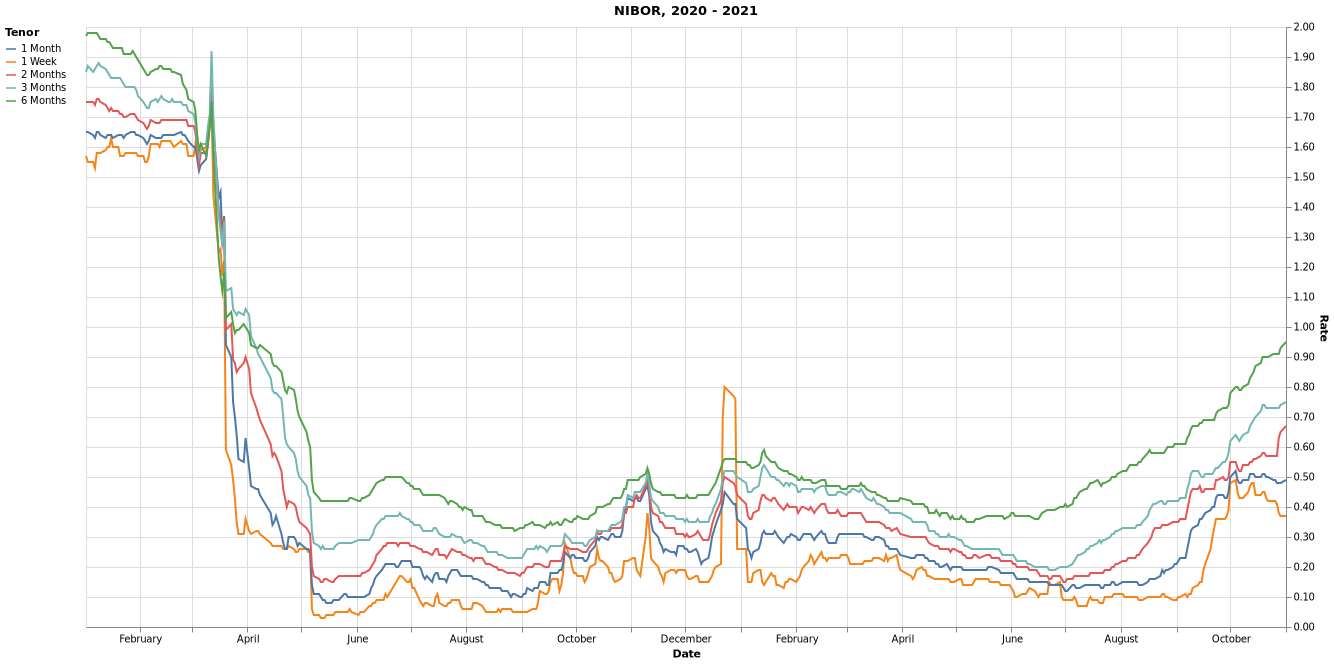 NIBOR, 2020 - 2021
Tenor
1 Month
1 Week
2 Months
3 Months
6 Months
2.00
1.90
1.80
1.70
1.60
1.50
1.40
1.30
1.20
1.10
1.00
0.90
0.80
0.70
0.60
0.50
0.40
0.30
0.20
0.10
0.00
Rate
February April June August October December February April June August October
Date